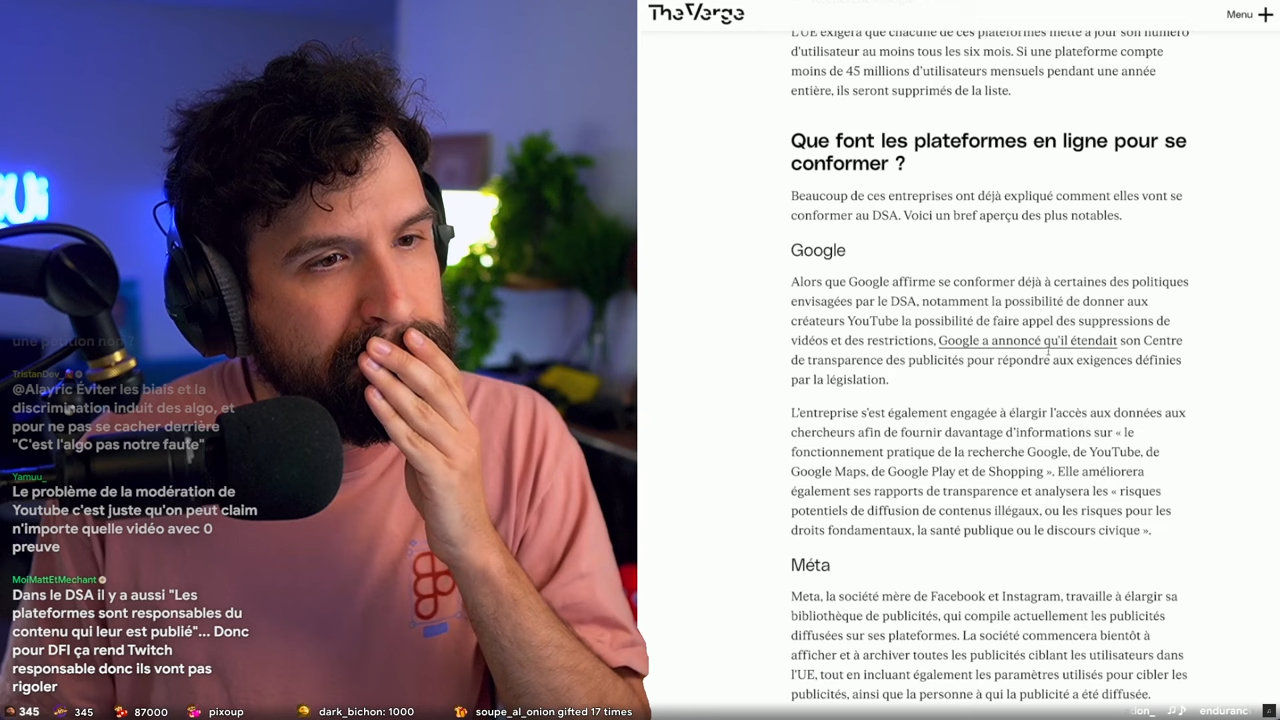 TheVerge
Menu
L'UE exigera que chacune de ces plateformes mette à jour son numéro
d'utilisateur au moins tous les six mois. Si une plateforme compte
moins de 45 millions d'utilisateurs mensuels pendant une année
entière, ils seront supprimés de la liste.
Que font les plateformes en ligne pour se
conformer ?
Beaucoup de ces entreprises ont déjà expliqué comment elles vont se
conformer au DSA. Voici un bref aperçu des plus notables.
Google
Alors que Google affirme se conformer déjà à certaines des politiques
envisagées par le DSA, notamment la possibilité de donner aux
créateurs YouTube la possibilité de faire appel des suppressions de
vidéos et des restrictions, Google a annoncé qu'il étendait son Centre
de transparence des publicités pour répondre aux exigences définies
par la législation.
L'entreprise s'est également engagée à élargir l'accès aux données aux
chercheurs afin de fournir davantage d'informations sur « le
fonctionnement pratique de la recherche Google, de YouTube, de
Google Maps, de Google Play et de Shopping ». Elle améliorera
également ses rapports de transparence et analysera les « risques
potentiels de diffusion de contenus illégaux, ou les risques pour les
droits fondamentaux, la santé publique ou le discours civique ».
Méta
Meta, la société mère de Facebook et Instagram, travaille à élargir sa
bibliothèque de publicités, qui compile actuellement les publicités
diffusées sur ses plateformes. La société commencera bientôt à
afficher et à archiver toutes les publicités ciblant les utilisateurs dans
l'UE, tout en incluant également les paramètres utilisés pour cibler les
publicités, ainsi que la personne à qui la publicité a été diffusée.
une pétition non ?
TristanDev_
@Alayric Éviter les biais et la
discrimination induit des algo, et
pour ne pas se cacher derrière
"C'est l'algo pas notre faute"
Yamuu_
Le problème de la modération de
Youtube c'est juste qu'on peut claim
n'importe quelle vidéo avec 0
preuve
MoiMattEtMechant
Dans le DSA il y a aussi "Les
plateformes sont responsables du
contenu qui leur est publié"... Donc
pour DFI ça rend Twitch
responsable donc ils vont pas
rigoler
345 345 87000 pixoup dark_bichon: 1000 soupe_al_onion gifted 17 times